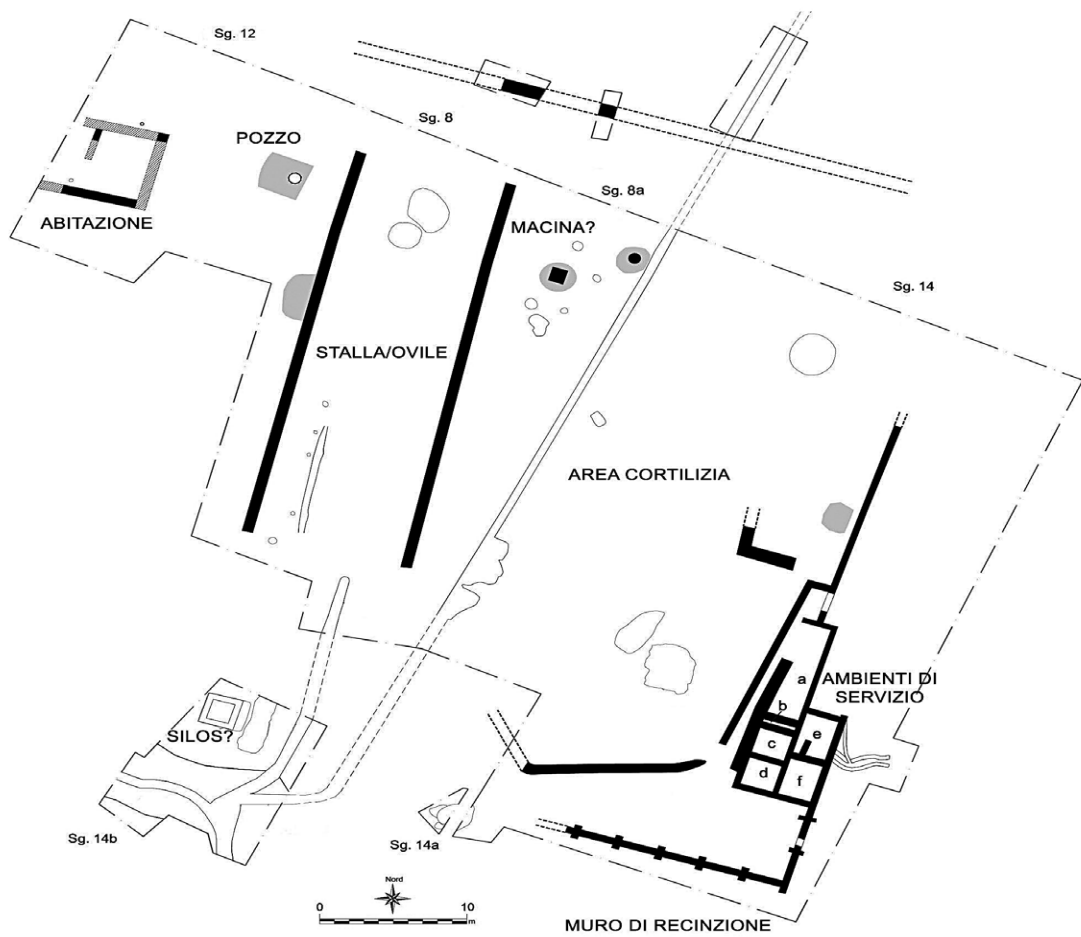 Sg. 12
Sg. 8
POZZO
Sg. 8a
ABITAZIONE
MACINA?
Sg. 14
STALLA/OVILE
AREA CORTILIZIA
a
AMBIENTI DI
SERVIZIO
b
SILOS?
e
c
d
f
Sg. 14b
Sg. 14a
Nord
0
10
m
MURO DI RECINZIONE